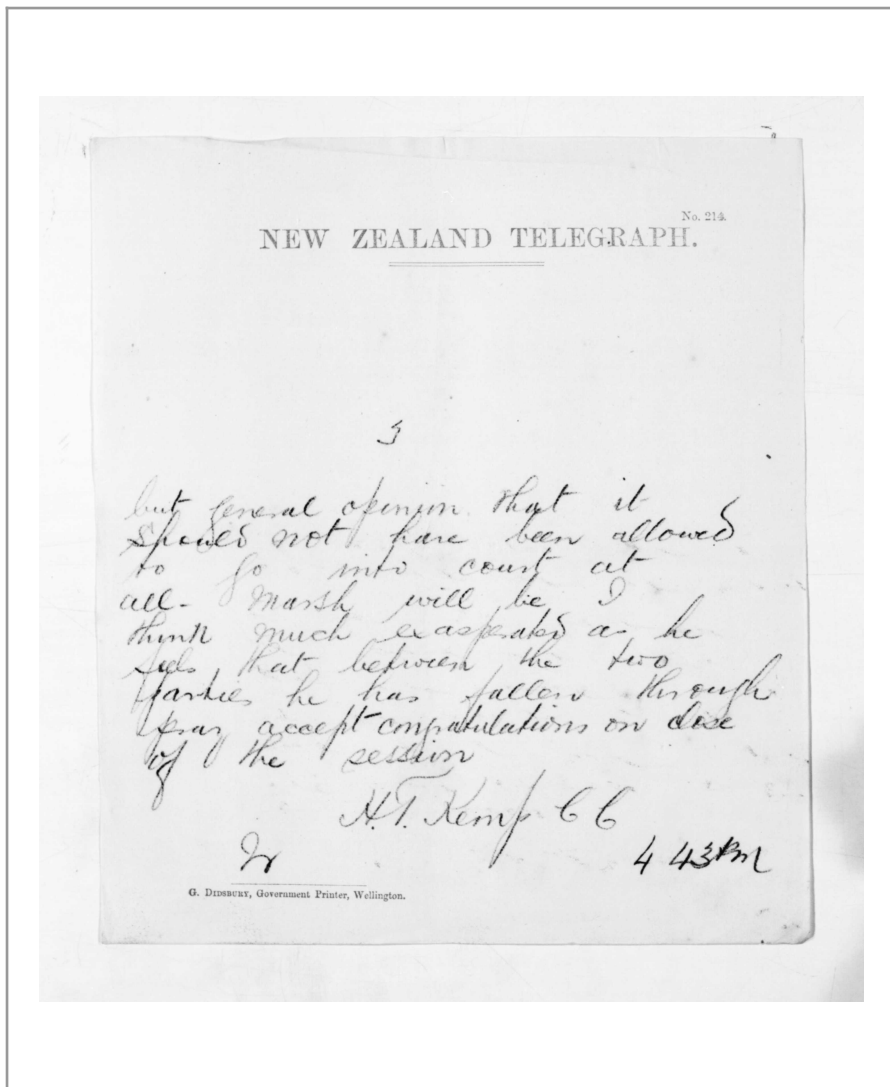 No. 214.
NEW ZEALAND TELEGRAPH.
3
but general opinion that it
should not have been allowed
to go into court at
all - Marsh will be I
think much exasperated as he
sees that between the two
parties he has fallen through
pray accept congratulations on close
of the session
H.T. Kemp C C
4 43 PM
G. DIDSBURY, Government Printer, Wellington.